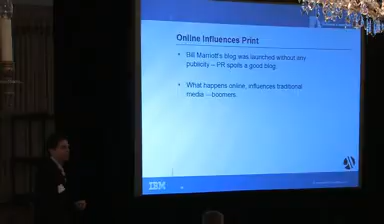 Online Influences Print
• Bill Marriott's blog was launched without any
publicity – PR spoils a good blog.
• What happens online, influences traditional
media – boomers.
IBM